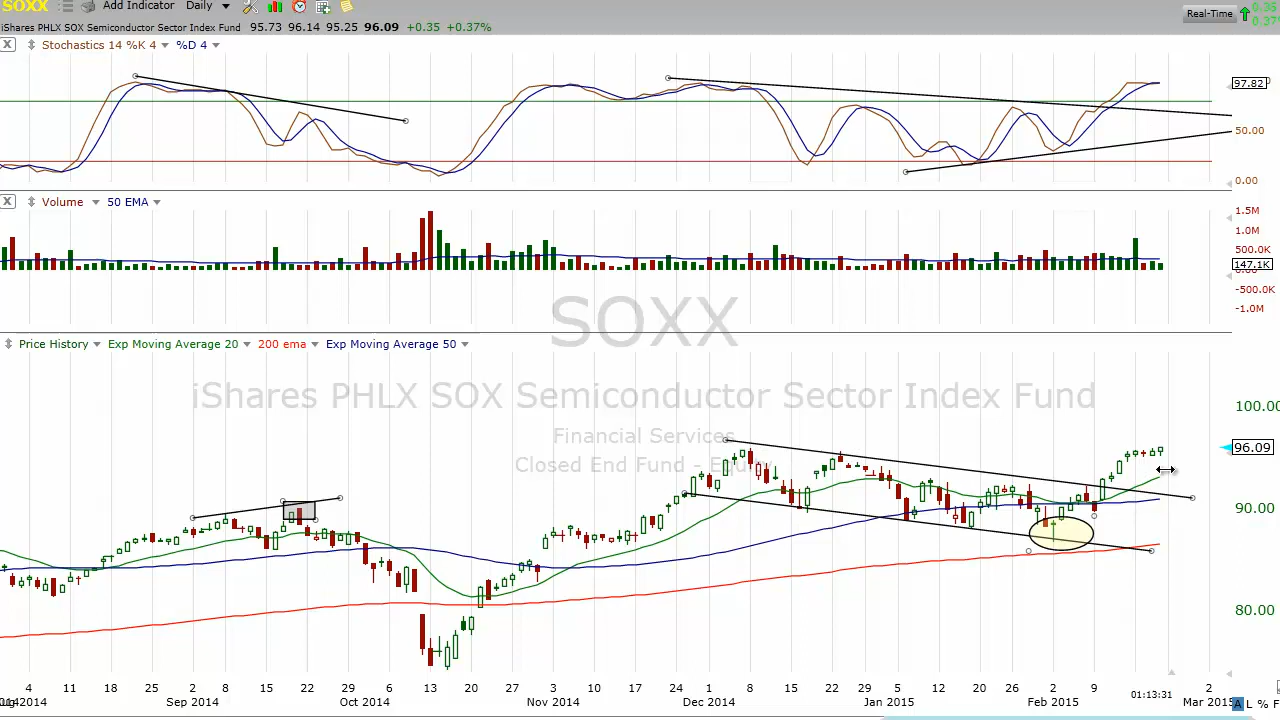 SOXX Add Indicator Daily
iShares PHLX SOX Semiconductor Sector Index Fund 95.73 96.14 95.25 96.09 +0.35 +0.37%
Real-Time 0.35
0.37%
X Stochastics 14 %K 4 %D 4
97.82
50.00
0.00
X Volume 50 EMA
1.5M
1.0M
500.0K
147.1K
-500.0K
-1.0M
SOXX
Price History Exp Moving Average 20 200 ema Exp Moving Average 50
iShares PHLX SOX Semiconductor Sector Index Fund
Financial Services
Closed End Fund - Equity
100.00
96.09
90.00
80.00
4 11 18 25 2 8 15 22 29 6 13 20 27 3 10 17 24 1 8 15 22 29 5 12 20 26 2 9 2
2014 Sep 2014 Oct 2014 Nov 2014 Dec 2014 Jan 2015 Feb 2015 01:13:31 Mar 2015 A L % F